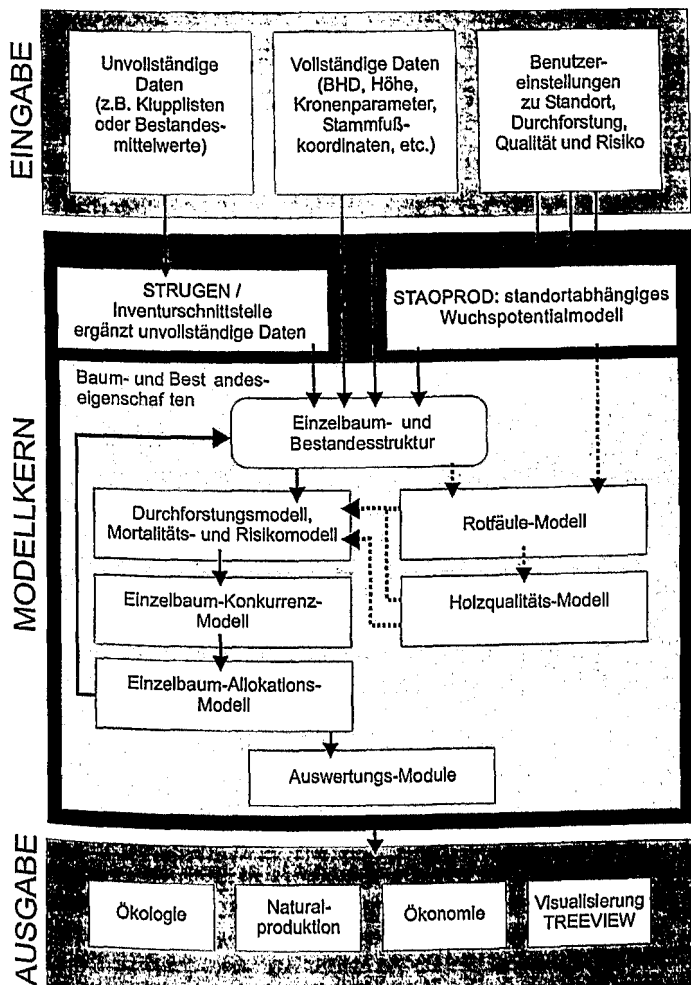 EINGABE
Unvollständige
Daten
(z.B. Klupplisten
oder Bestandes-
mittelwerte)
Vollständige Daten
(BHD, Höhe,
Kronenparameter,
Stammfuß-
koordinaten, etc.)
Benutzer-
einstellungen
zu Standort,
Durchforstung,
Qualität und Risiko
MODELLKERN
STRUGEN /
Inventurschnittstelle
ergänzt unvollständige Daten
STAOPROD: standortabhängiges
Wuchspotentialmodell
Baum- und Best andes-
eigenschaf ten
Einzelbaum- und
Bestandesstruktur
Durchforstungsmodell,
Mortalitäts- und Risikomodell
Rotfäule-Modell
Einzelbaum-Konkurrenz-
Modell
Holzqualitäts-Modell
Einzelbaum-Allokations-
Modell
Auswertungs-Module
AUSGABE
Ökologie
Natural-
produktion
Ökonomie
Visualisierung
TREEVIEW